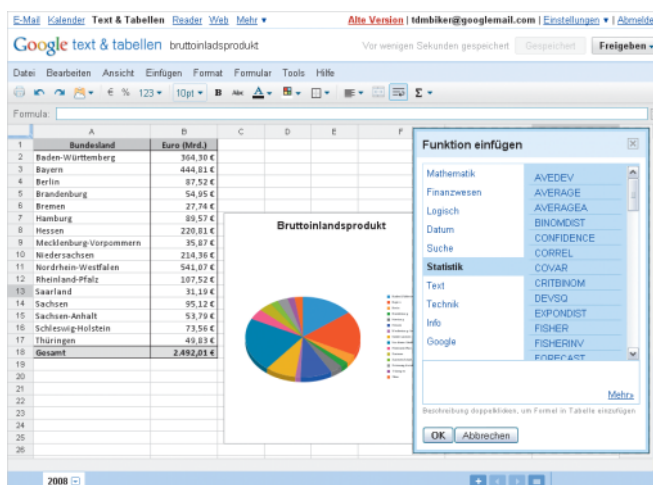 E-Mail Kalender Text & Tabellen Reader Web Mehr ▾ Alte Version | tdmbiker@googlemail.com | Einstellungen ▾ | Abmelde
Google text & tabellen bruttoinladsprodukt Vor wenigen Sekunden gespeichert Gespeichert Freigeben
Datei Bearbeiten Ansicht Einfügen Format Formular Tools Hilfe
€ % 123 10pt B Abc A Σ
Formula:
A B C D E F
1 Bundesland Euro (Mrd.)
2 Baden-Württemberg 364,30 €
3 Bayern 444,81 €
4 Berlin 87,52 €
5 Brandenburg 54,95 €
6 Bremen 27,74 €
7 Hamburg 89,57 €
8 Hessen 220,81 €
9 Mecklenburg-Vorpommern 35,87 €
10 Niedersachsen 214,36 €
11 Nordrhein-Westfalen 541,07 €
12 Rheinland-Pfalz 107,52 €
13 Saarland 31,19 €
14 Sachsen 95,12 €
15 Sachsen-Anhalt 53,79 €
16 Schleswig-Holstein 73,56 €
17 Thüringen 49,83 €
18 Gesamt 2.492,01 €
19
20
21
22
23
24
25
26
Bruttoinlandsprodukt
Funktion einfügen
Mathematik
Finanzwesen
Logisch
Datum
Suche
Statistik
Text
Technik
Info
Google
AVEDEV
AVERAGE
AVERAGEA
BINOMDIST
CONFIDENCE
CORREL
COVAR
CRITBINOM
DEVSQ
EXPONDIST
FISHER
FISHERINV
FORECAST
Mehr»
Beschreibung doppelklicken, um Formel in Tabelle einzufügen
OK Abbrechen
2008